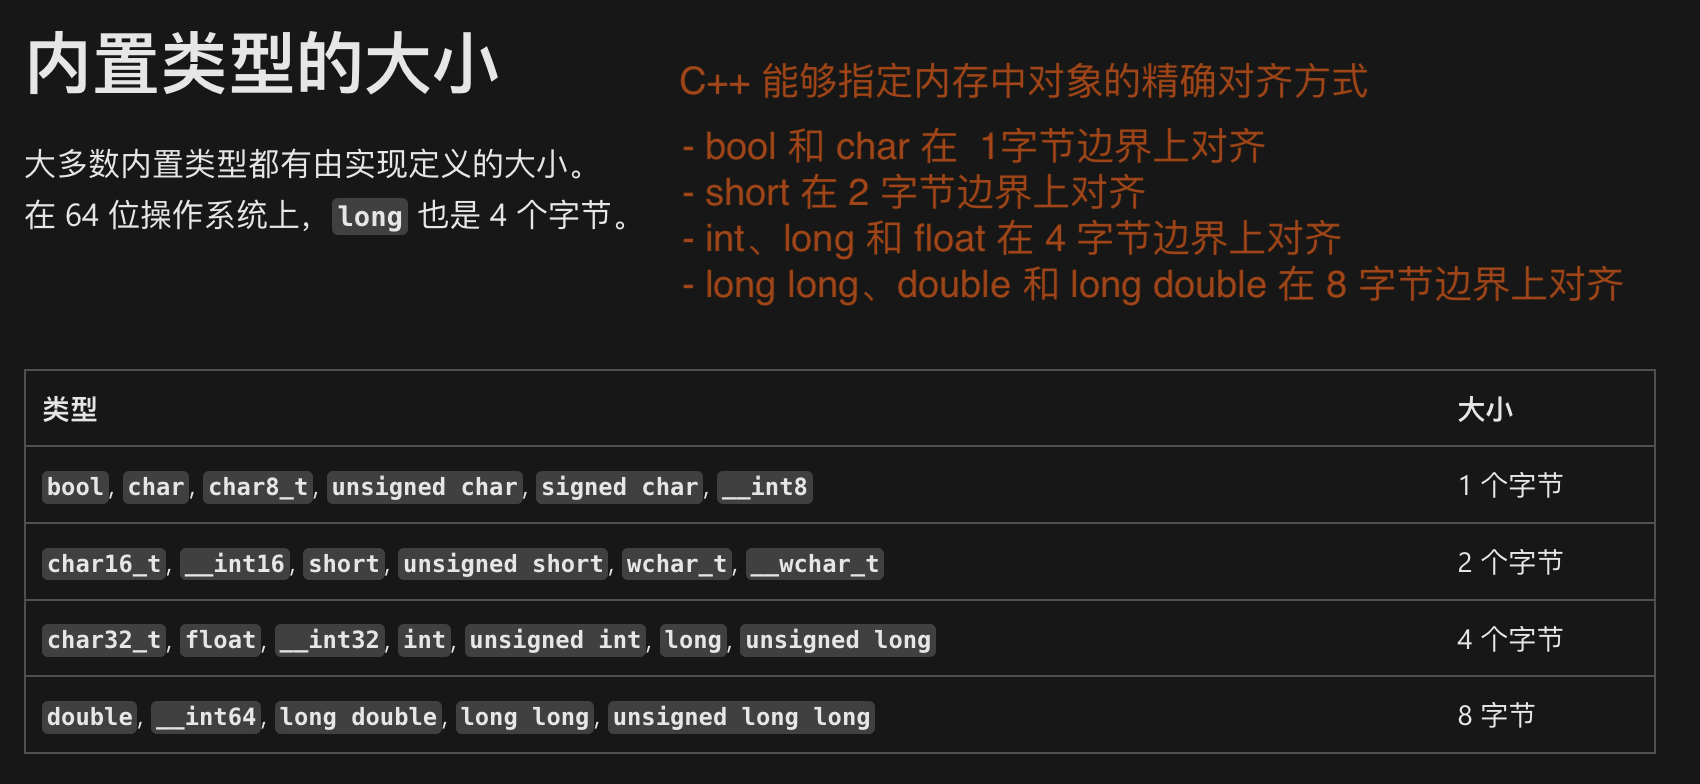 内置类型的大小
C++ 能够指定内存中对象的精确对齐方式
大多数内置类型都有由实现定义的大小。
在 64 位操作系统上，long 也是 4 个字节。
- bool 和 char 在 1字节边界上对齐
- short 在 2 字节边界上对齐
- int、long 和 float 在 4 字节边界上对齐
- long long、double 和 long double 在 8 字节边界上对齐
类型 大小
bool, char, char8_t, unsigned char, signed char, __int8 1 个字节
char16_t, __int16, short, unsigned short, wchar_t, __wchar_t 2 个字节
char32_t, float, __int32, int, unsigned int, long, unsigned long 4 个字节
double, __int64, long double, long long, unsigned long long 8 字节